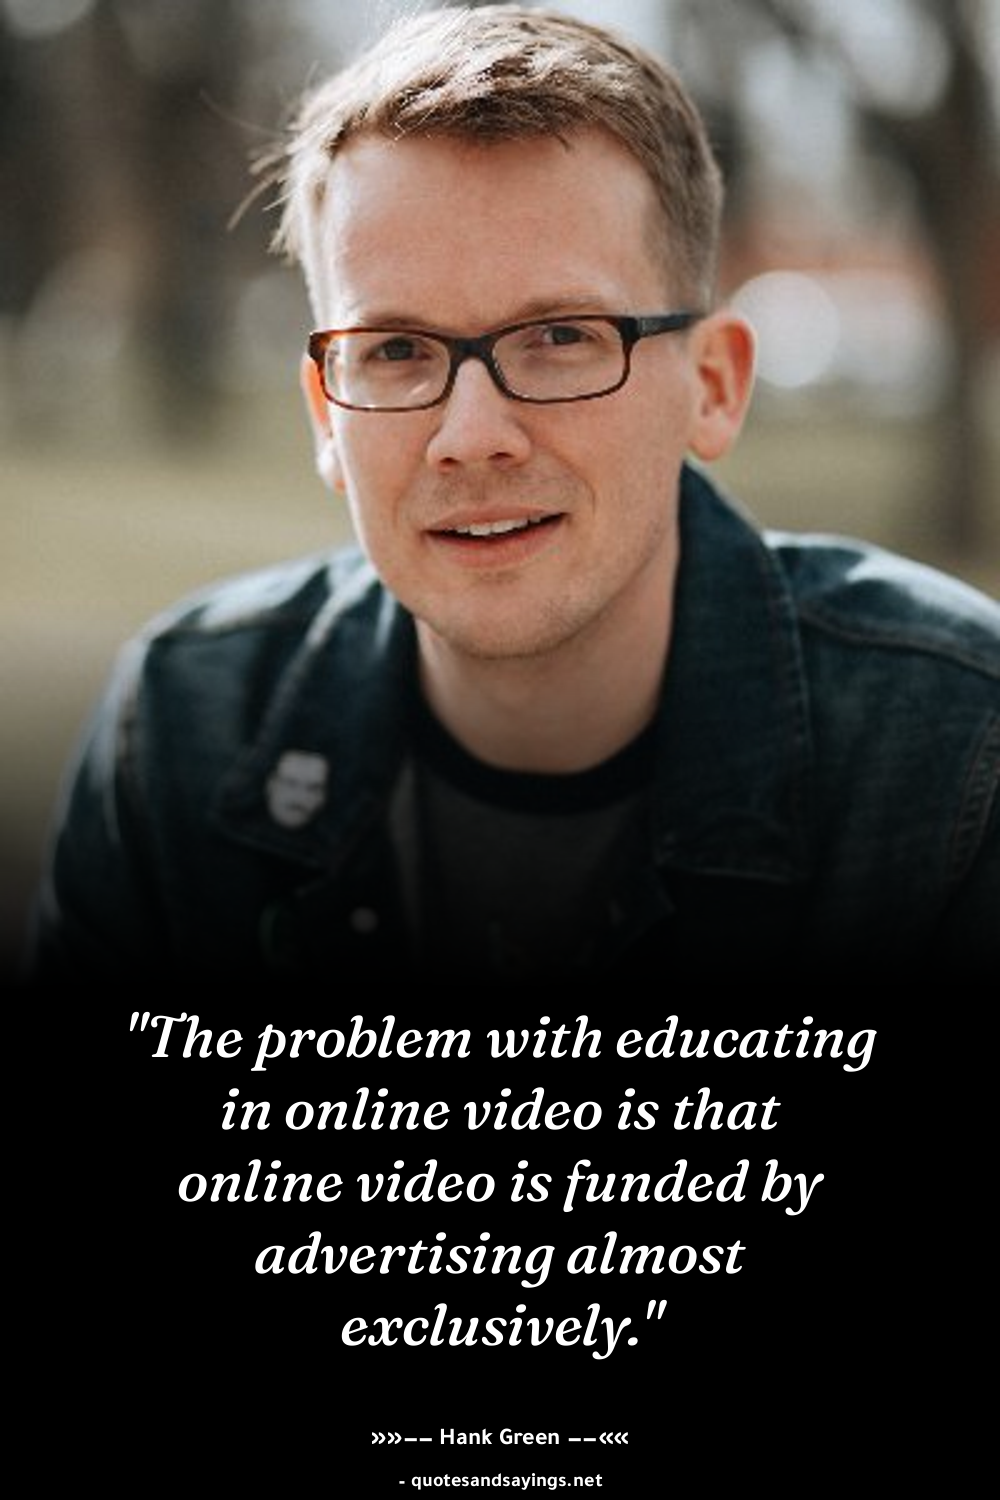 "The problem with educating
in online video is that
online video is funded by
advertising almost
exclusively."
»»–– Hank Green ––««
- quotesandsayings.net